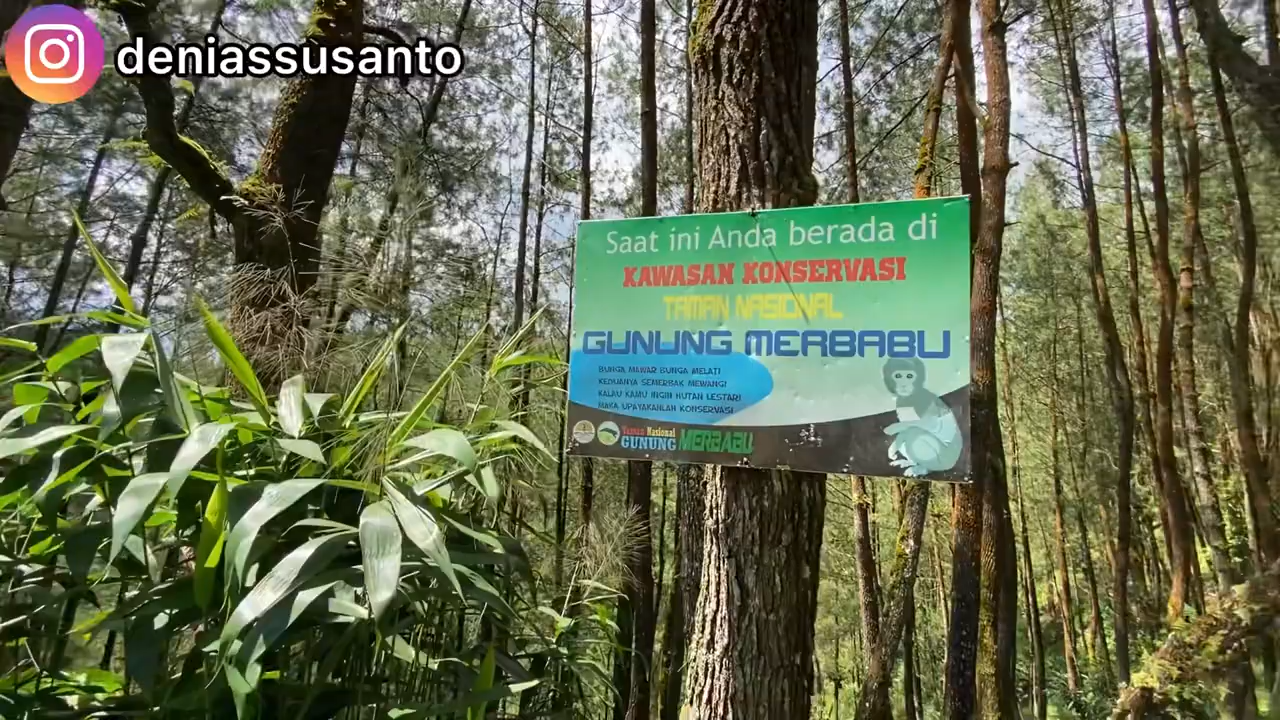 deniassusanto
Saat ini Anda berada di
KAWASAN KONSERVASI
TAMAN NASIONAL
GUNUNG MERBABU
BUNGA MAWAR BUNGA MELATI
KEDUANYA SEMERBAK MEWANGI
KALAU KAMU INGIN HUTAN LESTARI
MAKA UPAYAKANLAH KONSERVASI
Taman Nasional
GUNUNG MERBABU